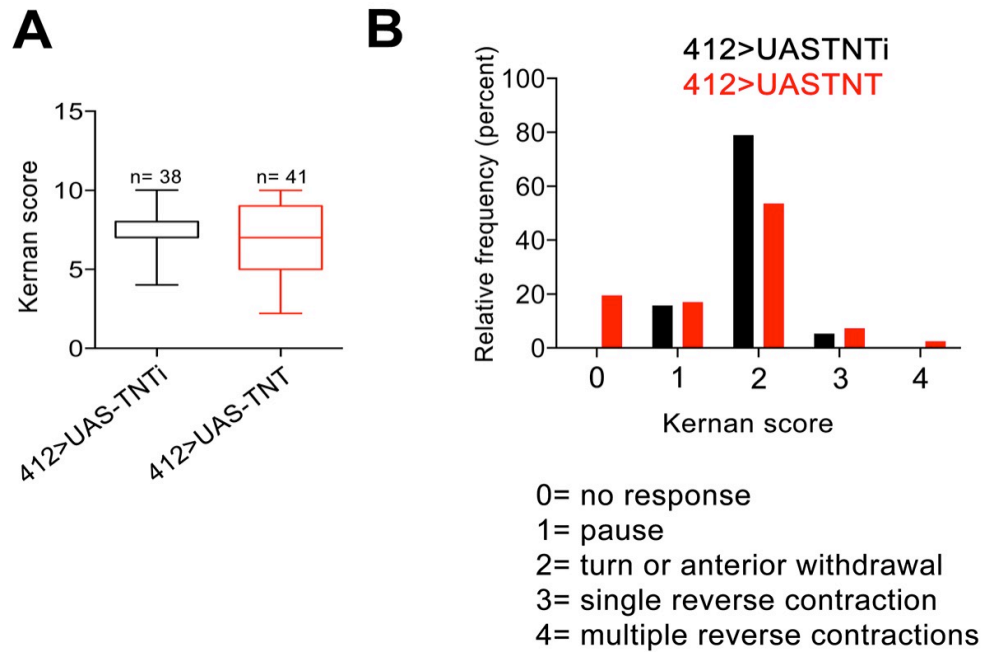 A
Kernan score
15
10
5
0
n= 38
n= 41
412>UAS-TNTi
412>UAS-TNT
B
412>UASTNTi
412>UASTNT
Relative frequency (percent)
100
80
60
40
20
0
0 1 2 3 4
Kernan score
0= no response
1= pause
2= turn or anterior withdrawal
3= single reverse contraction
4= multiple reverse contractions